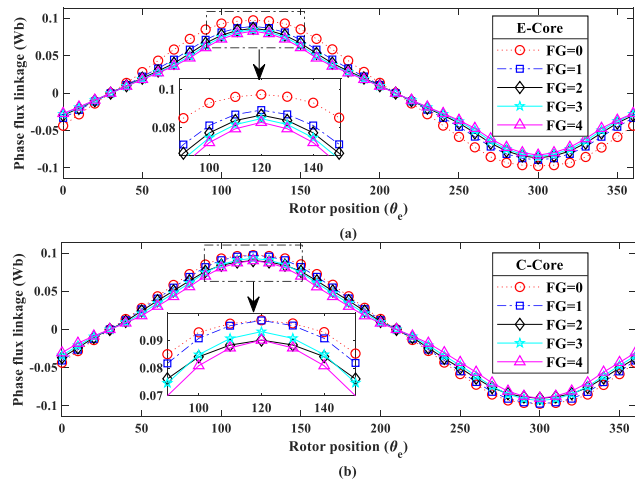 E-Core
FG=0
FG=1
FG=2
FG=3
FG=4
Phase flux linkage (Wb)
0.1
0.05
0
-0.05
-0.1
0.1
0.08
100
120
140
0
50
100
150
200
250
300
350
Rotor position (θe)
(a)
C-Core
FG=0
FG=1
FG=2
FG=3
FG=4
Phase flux linkage (Wb)
0.1
0.05
0
-0.05
-0.1
0.09
0.08
0.07
100
120
140
0
50
100
150
200
250
300
350
Rotor position (θe)
(b)